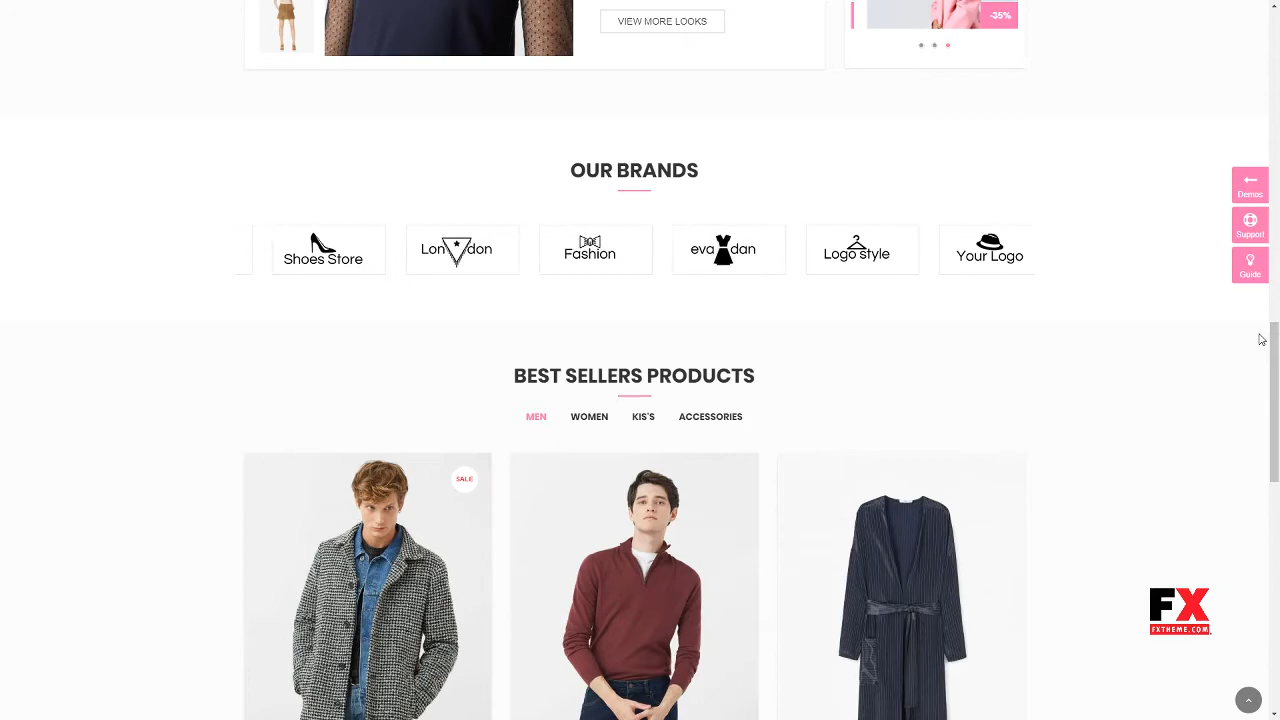 VIEW MORE LOOKS
-35%
OUR BRANDS
Demos
Support
Guide
Shoes Store
Lon don
Fashion
eva dan
Logo style
Your Logo
BEST SELLERS PRODUCTS
MEN WOMEN KIS'S ACCESSORIES
SALE
FX
FXTHEME.COM